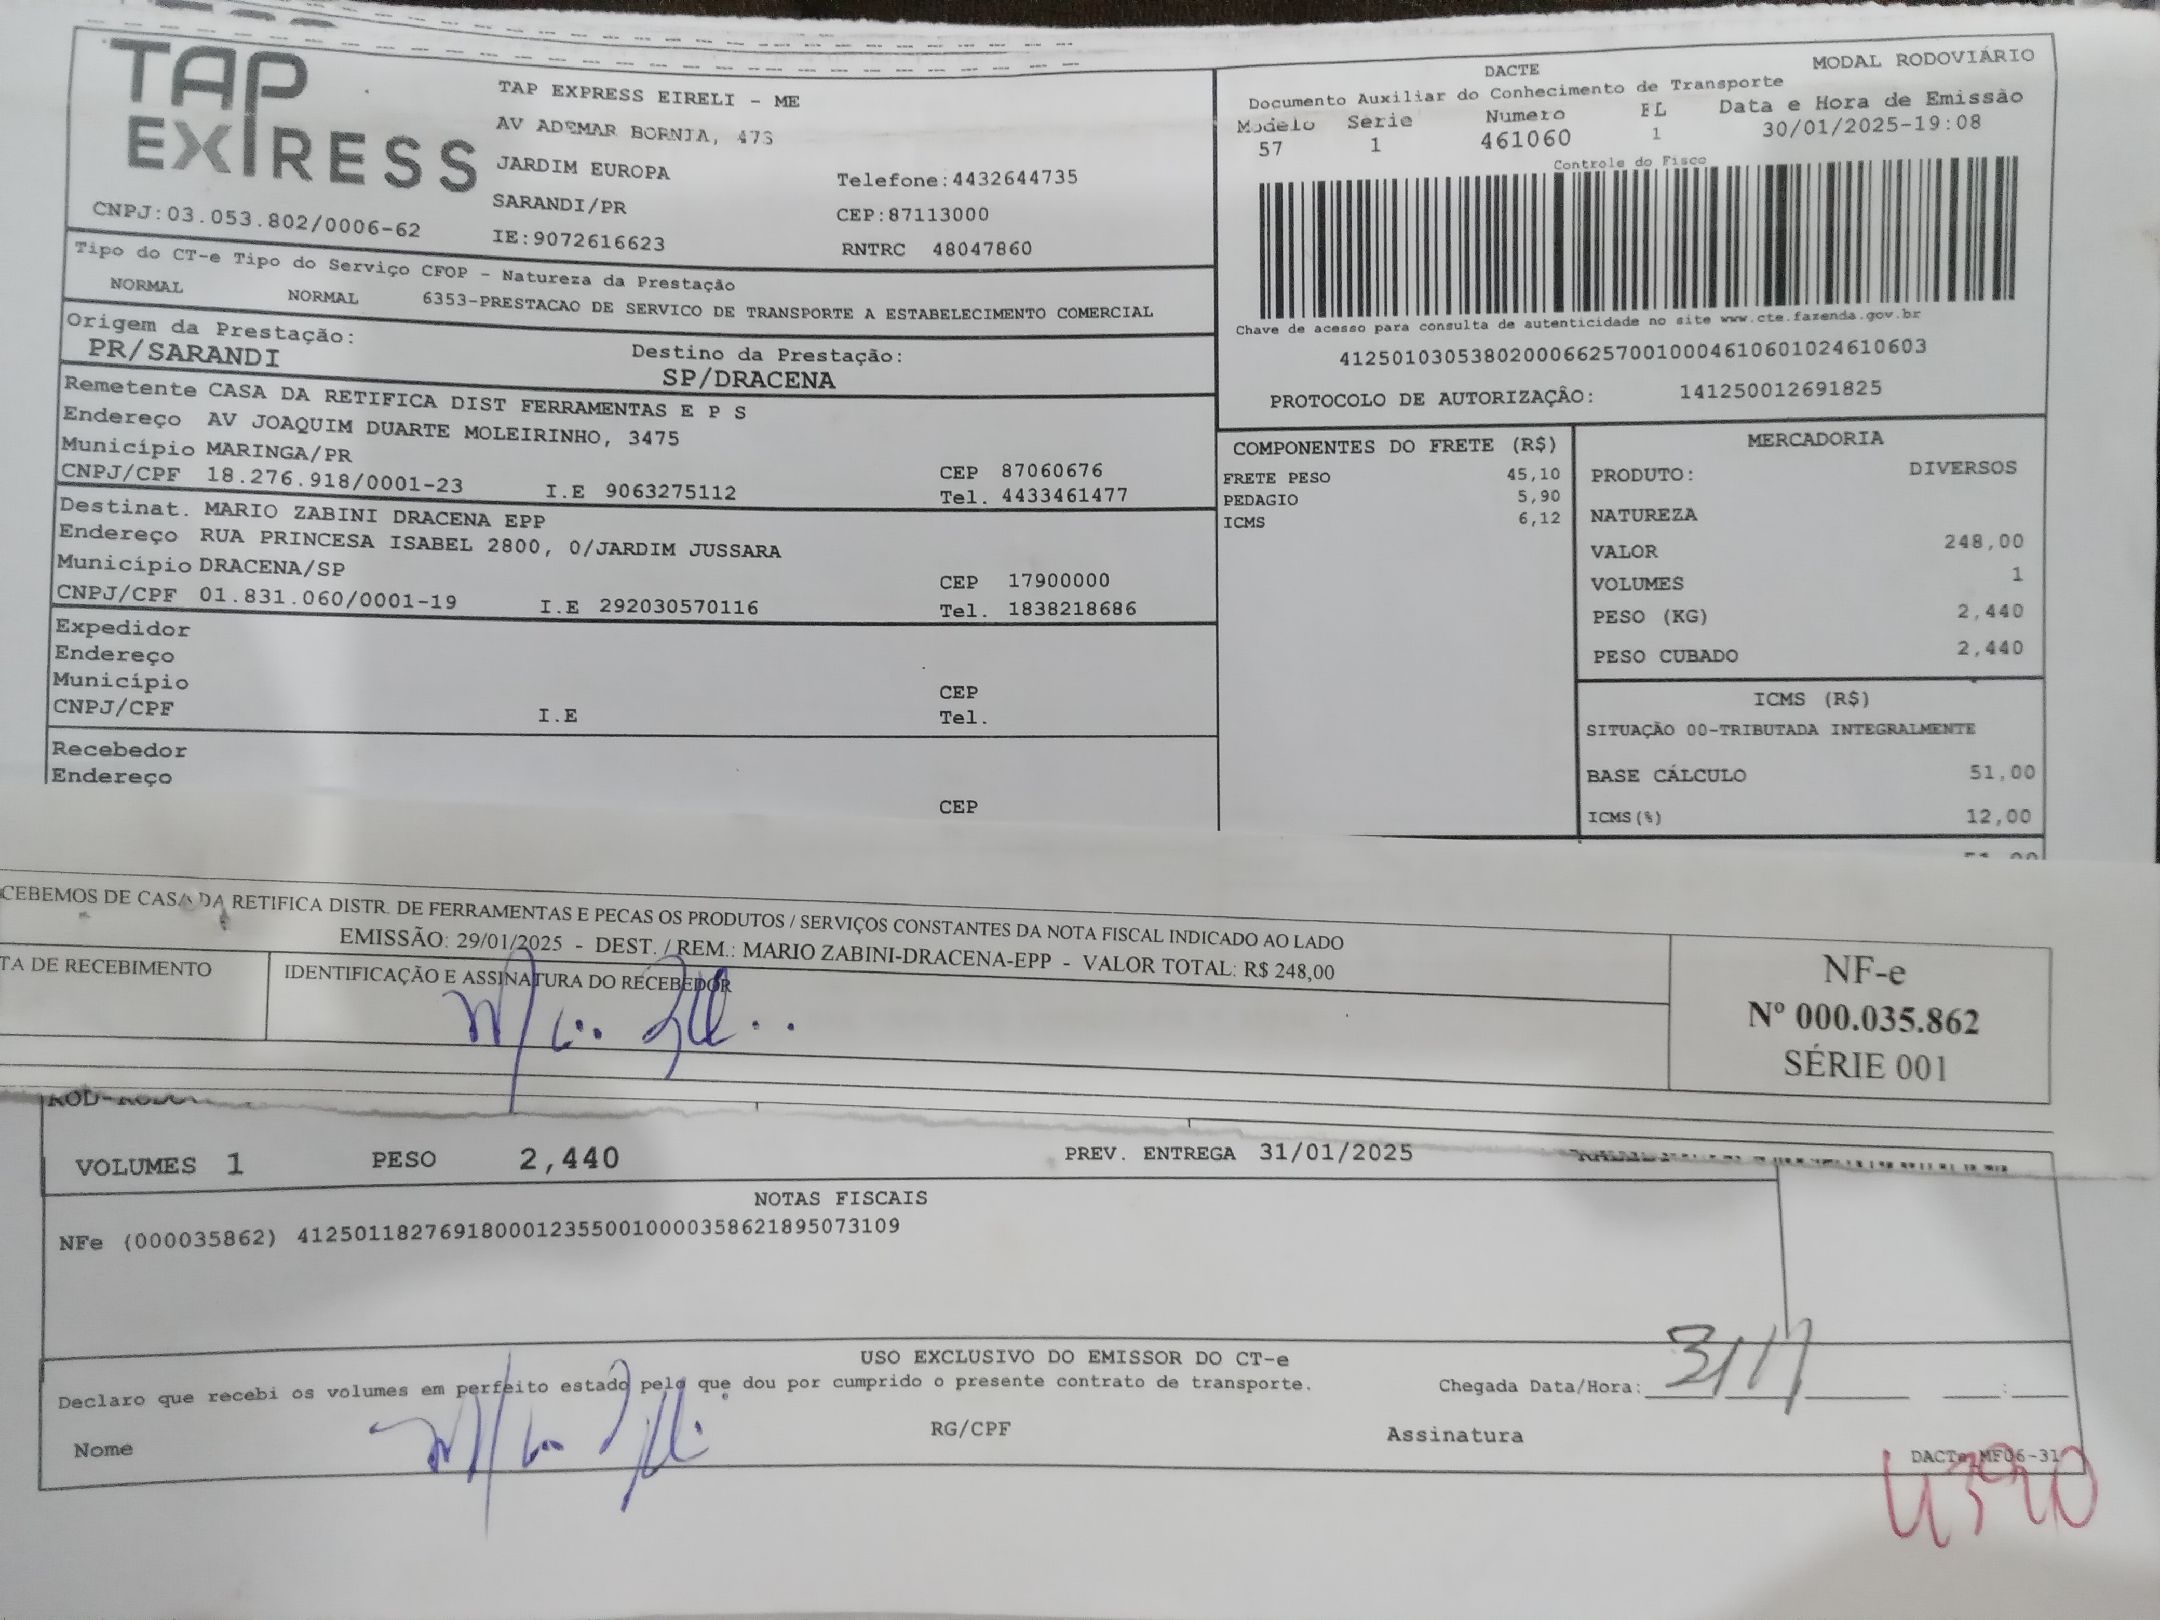 TAP EXPRESS
TAP EXPRESS EIRELI - ME
AV ADEMAR BORNIA, 475
JARDIM EUROPA
Telefone:4432644735
SARANDI/PR
CEP:87113000
CNPJ:03.053.802/0006-62
IE:9072616623
RNTRC 48047860
DACTE
MODAL RODOVIÁRIO
Documento Auxiliar do Conhecimento de Transporte
Modelo Serie Numero FL Data e Hora de Emissão
57 1 461060 1 30/01/2025-19:08
Controle do Fisco
Chave de acesso para consulta de autenticidade no site www.cte.fazenda.gov.br
41250103053802000662570010004610601024610603
PROTOCOLO DE AUTORIZAÇÃO: 141250012691825
Tipo do CT-e Tipo do Serviço CFOP - Natureza da Prestação
NORMAL NORMAL 6353-PRESTACAO DE SERVICO DE TRANSPORTE A ESTABELECIMENTO COMERCIAL
Origem da Prestação: Destino da Prestação:
PR/SARANDI SP/DRACENA
Remetente CASA DA RETIFICA DIST FERRAMENTAS E P S
Endereço AV JOAQUIM DUARTE MOLEIRINHO, 3475
Município MARINGA/PR CEP 87060676
CNPJ/CPF 18.276.918/0001-23 I.E 9063275112 Tel. 4433461477
Destinat. MARIO ZABINI DRACENA EPP
Endereço RUA PRINCESA ISABEL 2800, 0/JARDIM JUSSARA
Município DRACENA/SP CEP 17900000
CNPJ/CPF 01.831.060/0001-19 I.E 292030570116 Tel. 1838218686
Expedidor
Endereço
Município CEP
CNPJ/CPF I.E Tel.
Recebedor
Endereço
CEP
COMPONENTES DO FRETE (R$)
FRETE PESO 45,10
PEDAGIO 5,90
ICMS 6,12
MERCADORIA
PRODUTO: DIVERSOS
NATUREZA
VALOR 248,00
VOLUMES 1
PESO (KG) 2,440
PESO CUBADO 2,440
ICMS (R$)
SITUAÇÃO 00-TRIBUTADA INTEGRALMENTE
BASE CÁLCULO 51,00
ICMS(%) 12,00
CEBEMOS DE CASA DA RETIFICA DISTR. DE FERRAMENTAS E PECAS OS PRODUTOS / SERVIÇOS CONSTANTES DA NOTA FISCAL INDICADO AO LADO
EMISSÃO: 29/01/2025 - DEST. / REM.: MARIO ZABINI-DRACENA-EPP - VALOR TOTAL: R$ 248,00
TA DE RECEBIMENTO IDENTIFICAÇÃO E ASSINATURA DO RECEBEDOR
NF-e
Nº 000.035.862
SÉRIE 001
VOLUMES 1 PESO 2,440 PREV. ENTREGA 31/01/2025
NOTAS FISCAIS
NFe (000035862) 41250118276918000123550010000358621895073109
USO EXCLUSIVO DO EMISSOR DO CT-e
Declaro que recebi os volumes em perfeito estado pelo que dou por cumprido o presente contrato de transporte. Chegada Data/Hora: 31/1
Nome RG/CPF Assinatura
DACTe MF06-31